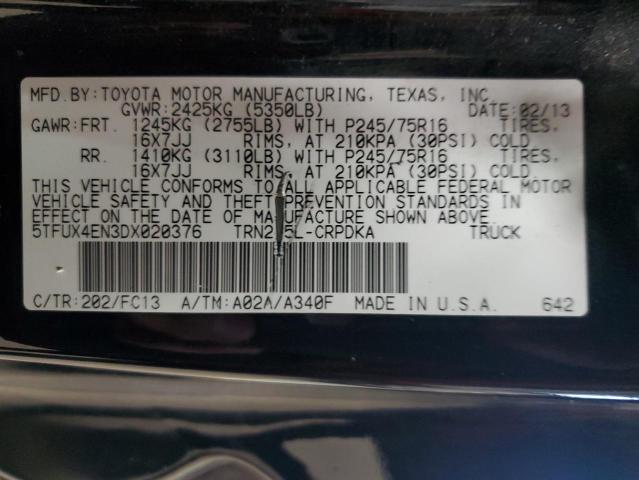 MFD.BY:TOYOTA MOTOR MANUFACTURING, TEXAS, INC.
GVWR:2425KG (5350LB) DATE:02/13
GAWR:FRT. 1245KG (2755LB) WITH P245/75R16 TIRES,
16X7JJ RIMS, AT 210KPA (30PSI) COLD
RR. 1410KG (3110LB) WITH P245/75R16 TIRES,
16X7JJ RIMS, AT 210KPA (30PSI) COLD
THIS VEHICLE CONFORMS TO ALL APPLICABLE FEDERAL MOTOR
VEHICLE SAFETY AND THEFT PREVENTION STANDARDS IN
EFFECT ON THE DATE OF MANUFACTURE SHOWN ABOVE.
5TFUX4EN3DX020376 TRUCK
C/TR:202/FC13 A/TM:A02A/A340F MADE IN U.S.A. 642